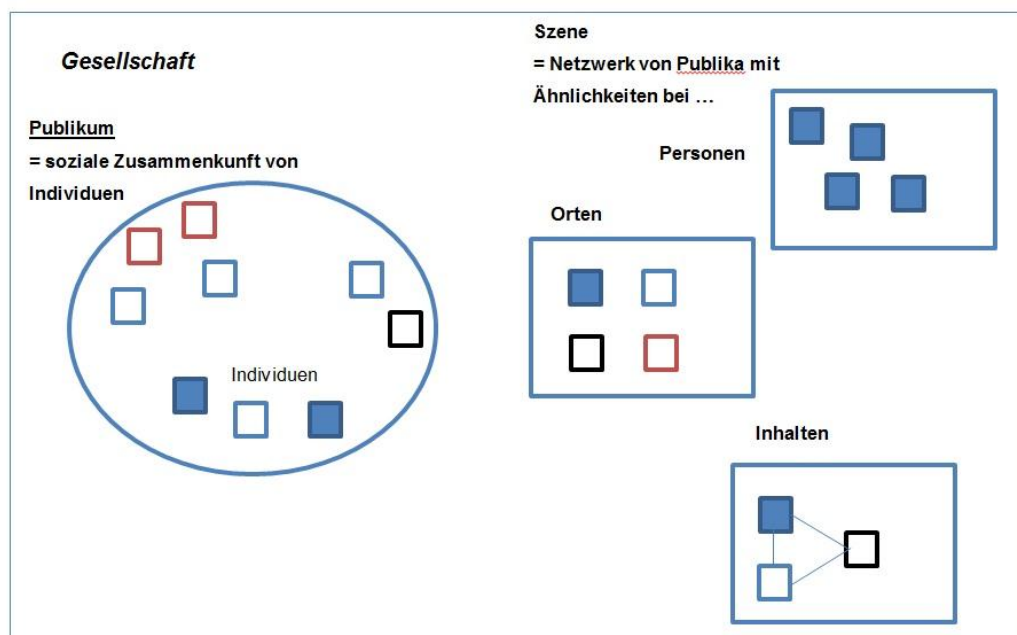 Gesellschaft
Publikum
= soziale Zusammenkunft von
Individuen
Individuen
Szene
= Netzwerk von Publika mit
Ähnlichkeiten bei …
Personen
Orten
Inhalten